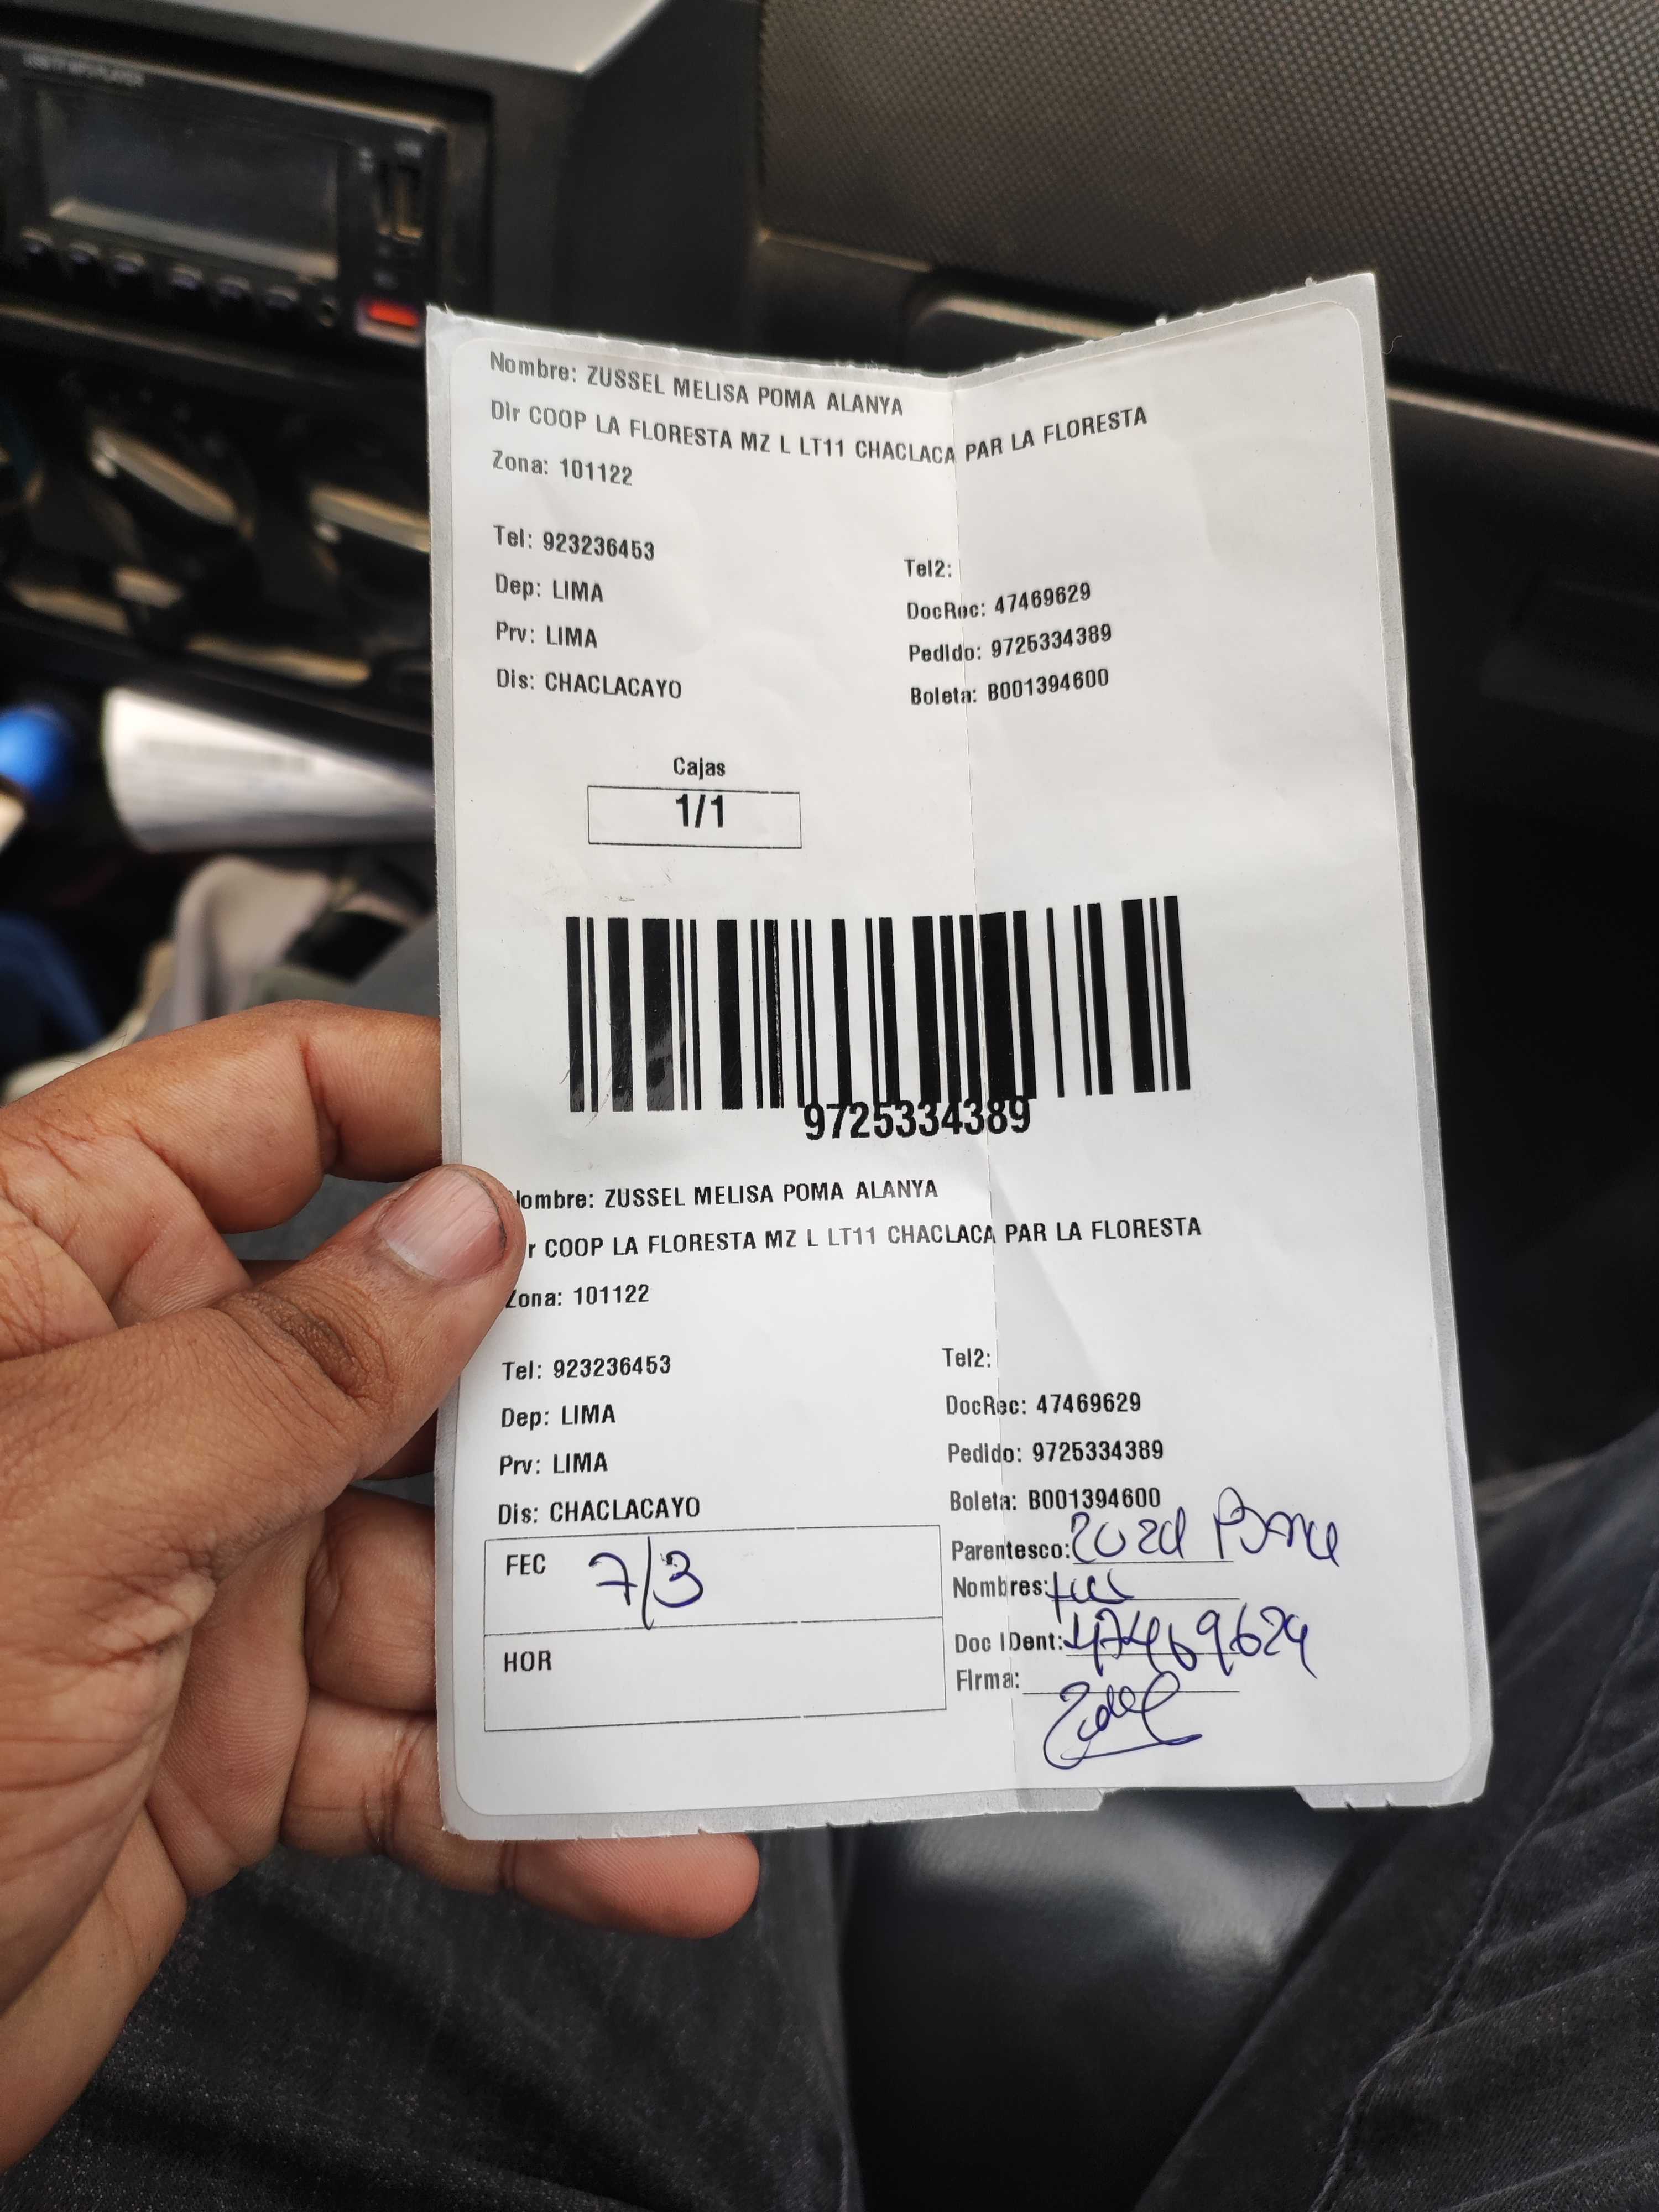 Nombre: ZUSSEL MELISA POMA ALANYA
Dir COOP LA FLORESTA MZ L LT11 CHACLACA PAR LA FLORESTA
Zona: 101122
Tel: 923236453
Tel2:
Dep: LIMA
DocRec: 47469629
Prv: LIMA
Pedido: 9725334389
Dis: CHACLACAYO
Boleta: B001394600
Cajas
1/1
9725334389
ombre: ZUSSEL MELISA POMA ALANYA
r COOP LA FLORESTA MZ L LT11 CHACLACA PAR LA FLORESTA
Zona: 101122
Tel: 923236453
Tel2:
Dep: LIMA
DocRec: 47469629
Prv: LIMA
Pedido: 9725334389
Dis: CHACLACAYO
Boleta: B001394600
FEC 7/3
Parentesco:
Nombres:
Doc IDent: 47469629
HOR
Firma: